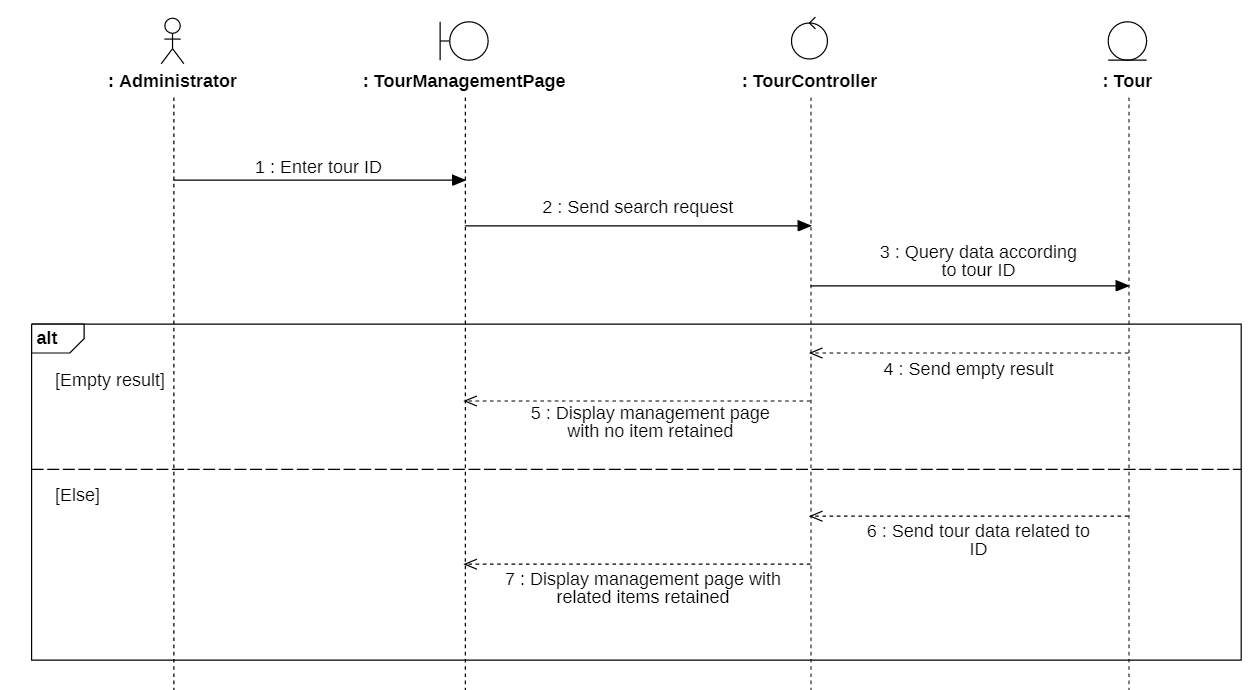 : Administrator
: TourManagementPage
: TourController
: Tour
1 : Enter tour ID
2 : Send search request
3 : Query data according
to tour ID
alt
4 : Send empty result
[Empty result]
5 : Display management page
with no item retained
[Else]
6 : Send tour data related to
ID
7 : Display management page with
related items retained